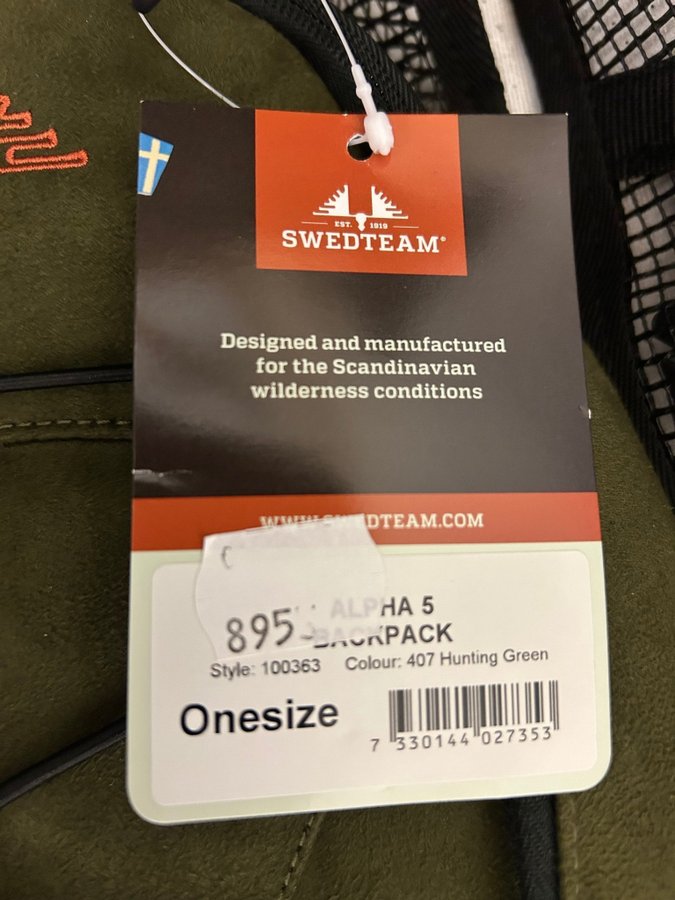 EST. 1919
SWEDTEAM®
Designed and manufactured
for the Scandinavian
wilderness conditions
WWW.SWEDTEAM.COM
895:-
ALPHA 5
BACKPACK
Style: 100363 Colour: 407 Hunting Green
Onesize
7 330144 027353